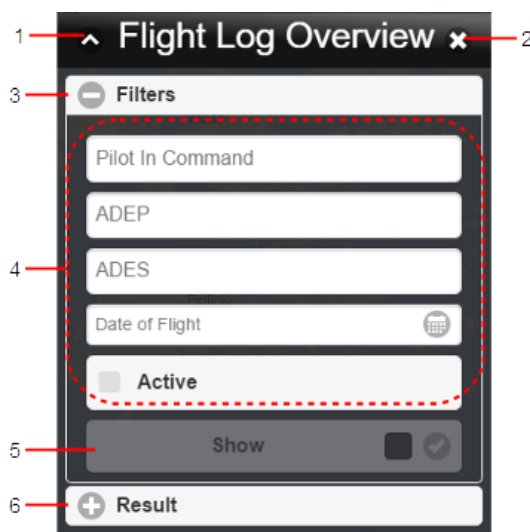 1 Flight Log Overview 2
3 Filters
Pilot In Command
ADEP
4 ADES
Pellinki
Date of Flight
Active
5 Show
6 Result